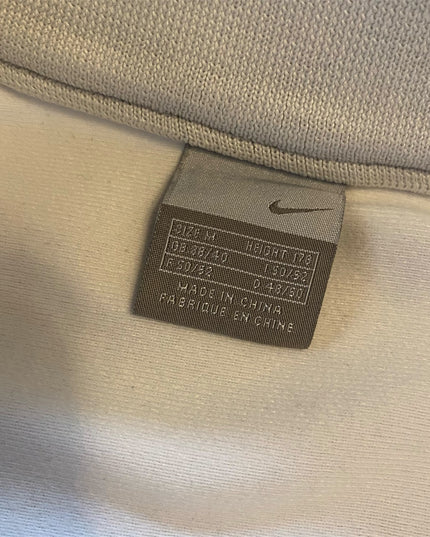 SIZE M HEIGHT 178
GB 38/40 I 50/52
F 50/52 D 48/50
MADE IN CHINA
FABRIQUE EN CHINE